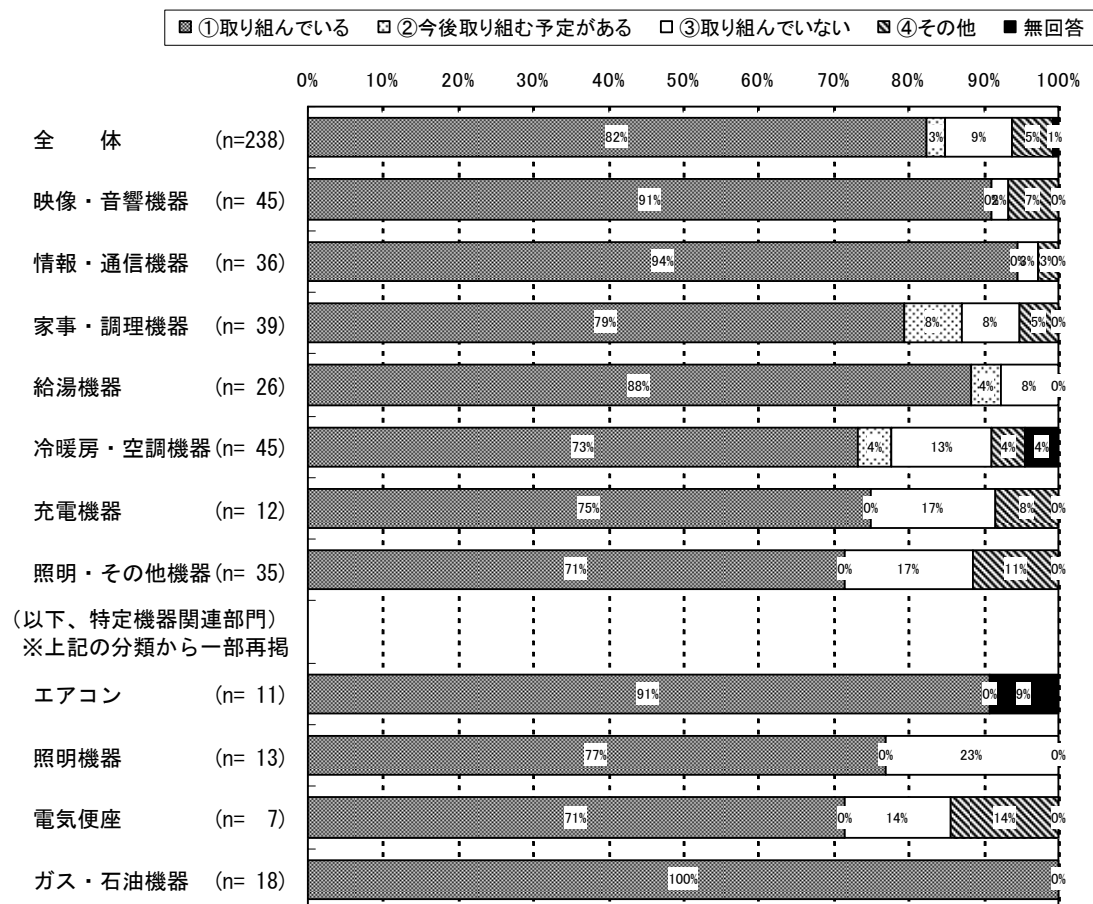 ①取り組んでいる ②今後取り組む予定がある ③取り組んでいない ④その他 無回答
0% 10% 20% 30% 40% 50% 60% 70% 80% 90% 100%
全 体 (n=238) 82% 3% 9% 5% 1%
映像・音響機器 (n= 45) 91% 0% 2% 7% 0%
情報・通信機器 (n= 36) 94% 0% 3% 3% 0%
家事・調理機器 (n= 39) 79% 8% 8% 5% 0%
給湯機器 (n= 26) 88% 4% 8% 0%
冷暖房・空調機器 (n= 45) 73% 4% 13% 4% 4%
充電機器 (n= 12) 75% 0% 17% 8% 0%
照明・その他機器 (n= 35) 71% 0% 17% 11% 0%
(以下、特定機器関連部門)
※上記の分類から一部再掲
エアコン (n= 11) 91% 0% 9%
照明機器 (n= 13) 77% 0% 23% 0%
電気便座 (n= 7) 71% 0% 14% 14% 0%
ガス・石油機器 (n= 18) 100% 0%